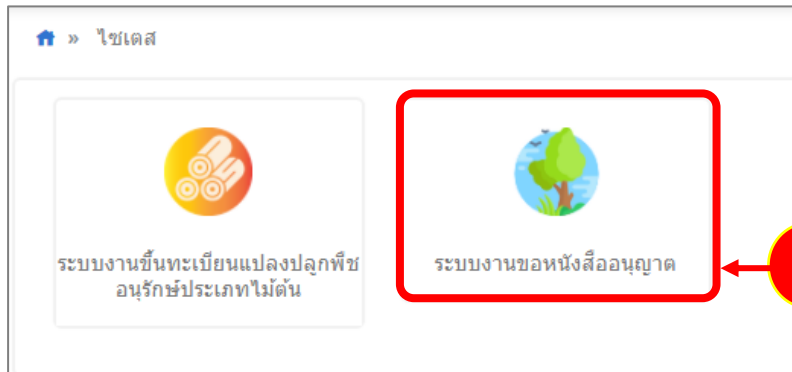 » ไซเตส
ระบบงานขึ้นทะเบียนแปลงปลูกพืช
อนุรักษ์ประเภทไม้ต้น
ระบบงานขอหนังสืออนุญาต